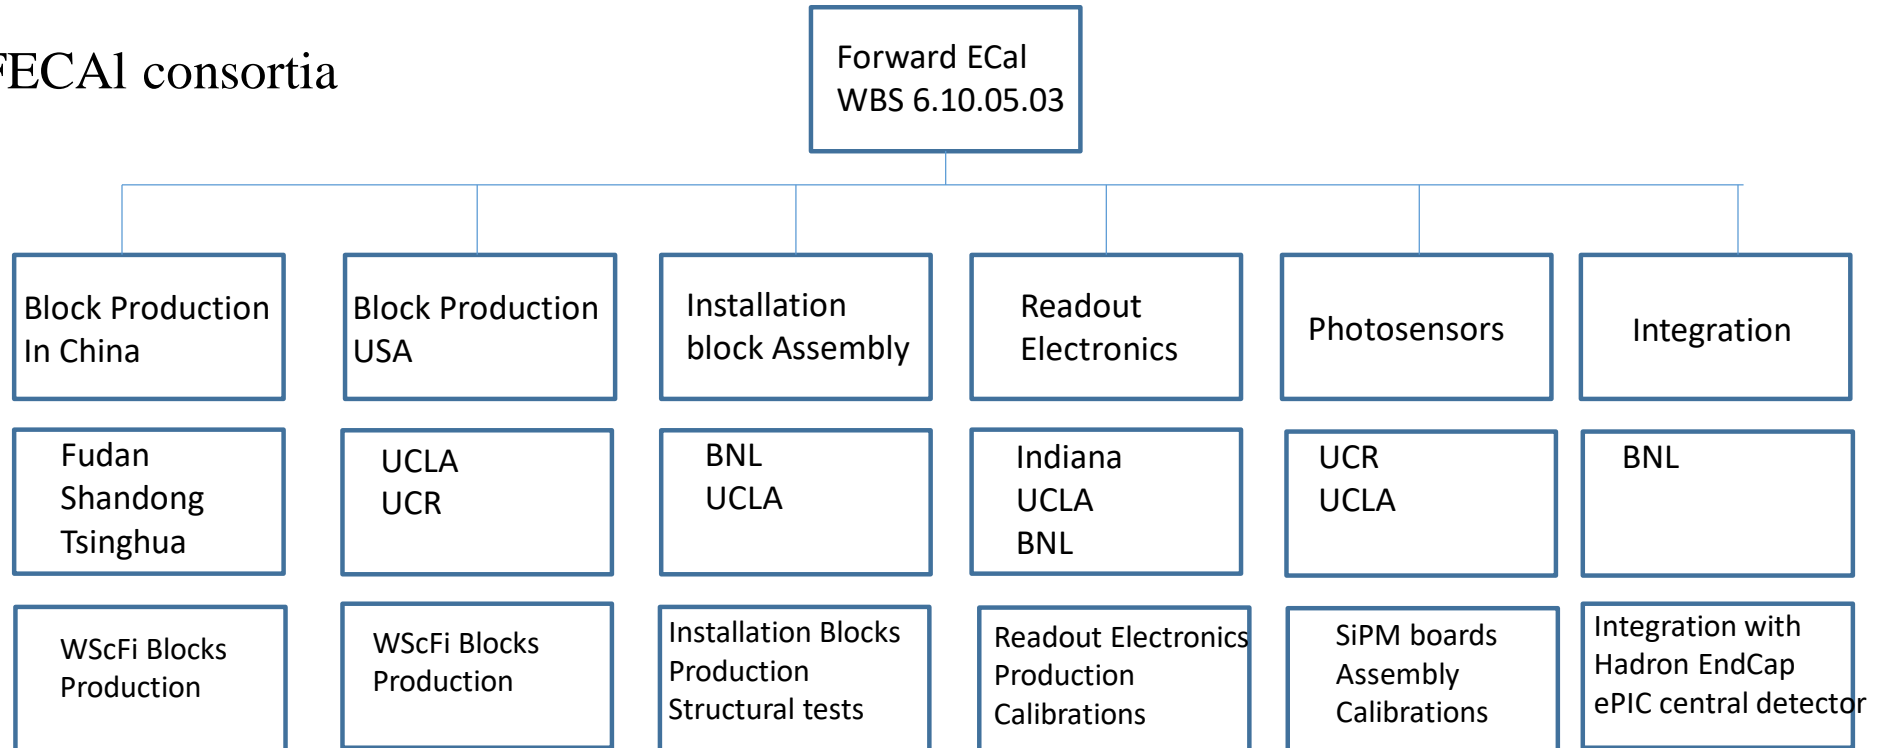 FECAl consortia
Forward ECal
WBS 6.10.05.03
Block Production
In China
Block Production
USA
Installation
block Assembly
Readout
Electronics
Photosensors
Integration
Fudan
Shandong
Tsinghua
UCLA
UCR
BNL
UCLA
Indiana
UCLA
BNL
UCR
UCLA
BNL
WScFi Blocks
Production
WScFi Blocks
Production
Installation Blocks
Production
Structural tests
Readout Electronics
Production
Calibrations
SiPM boards
Assembly
Calibrations
Integration with
Hadron EndCap
ePIC central detector